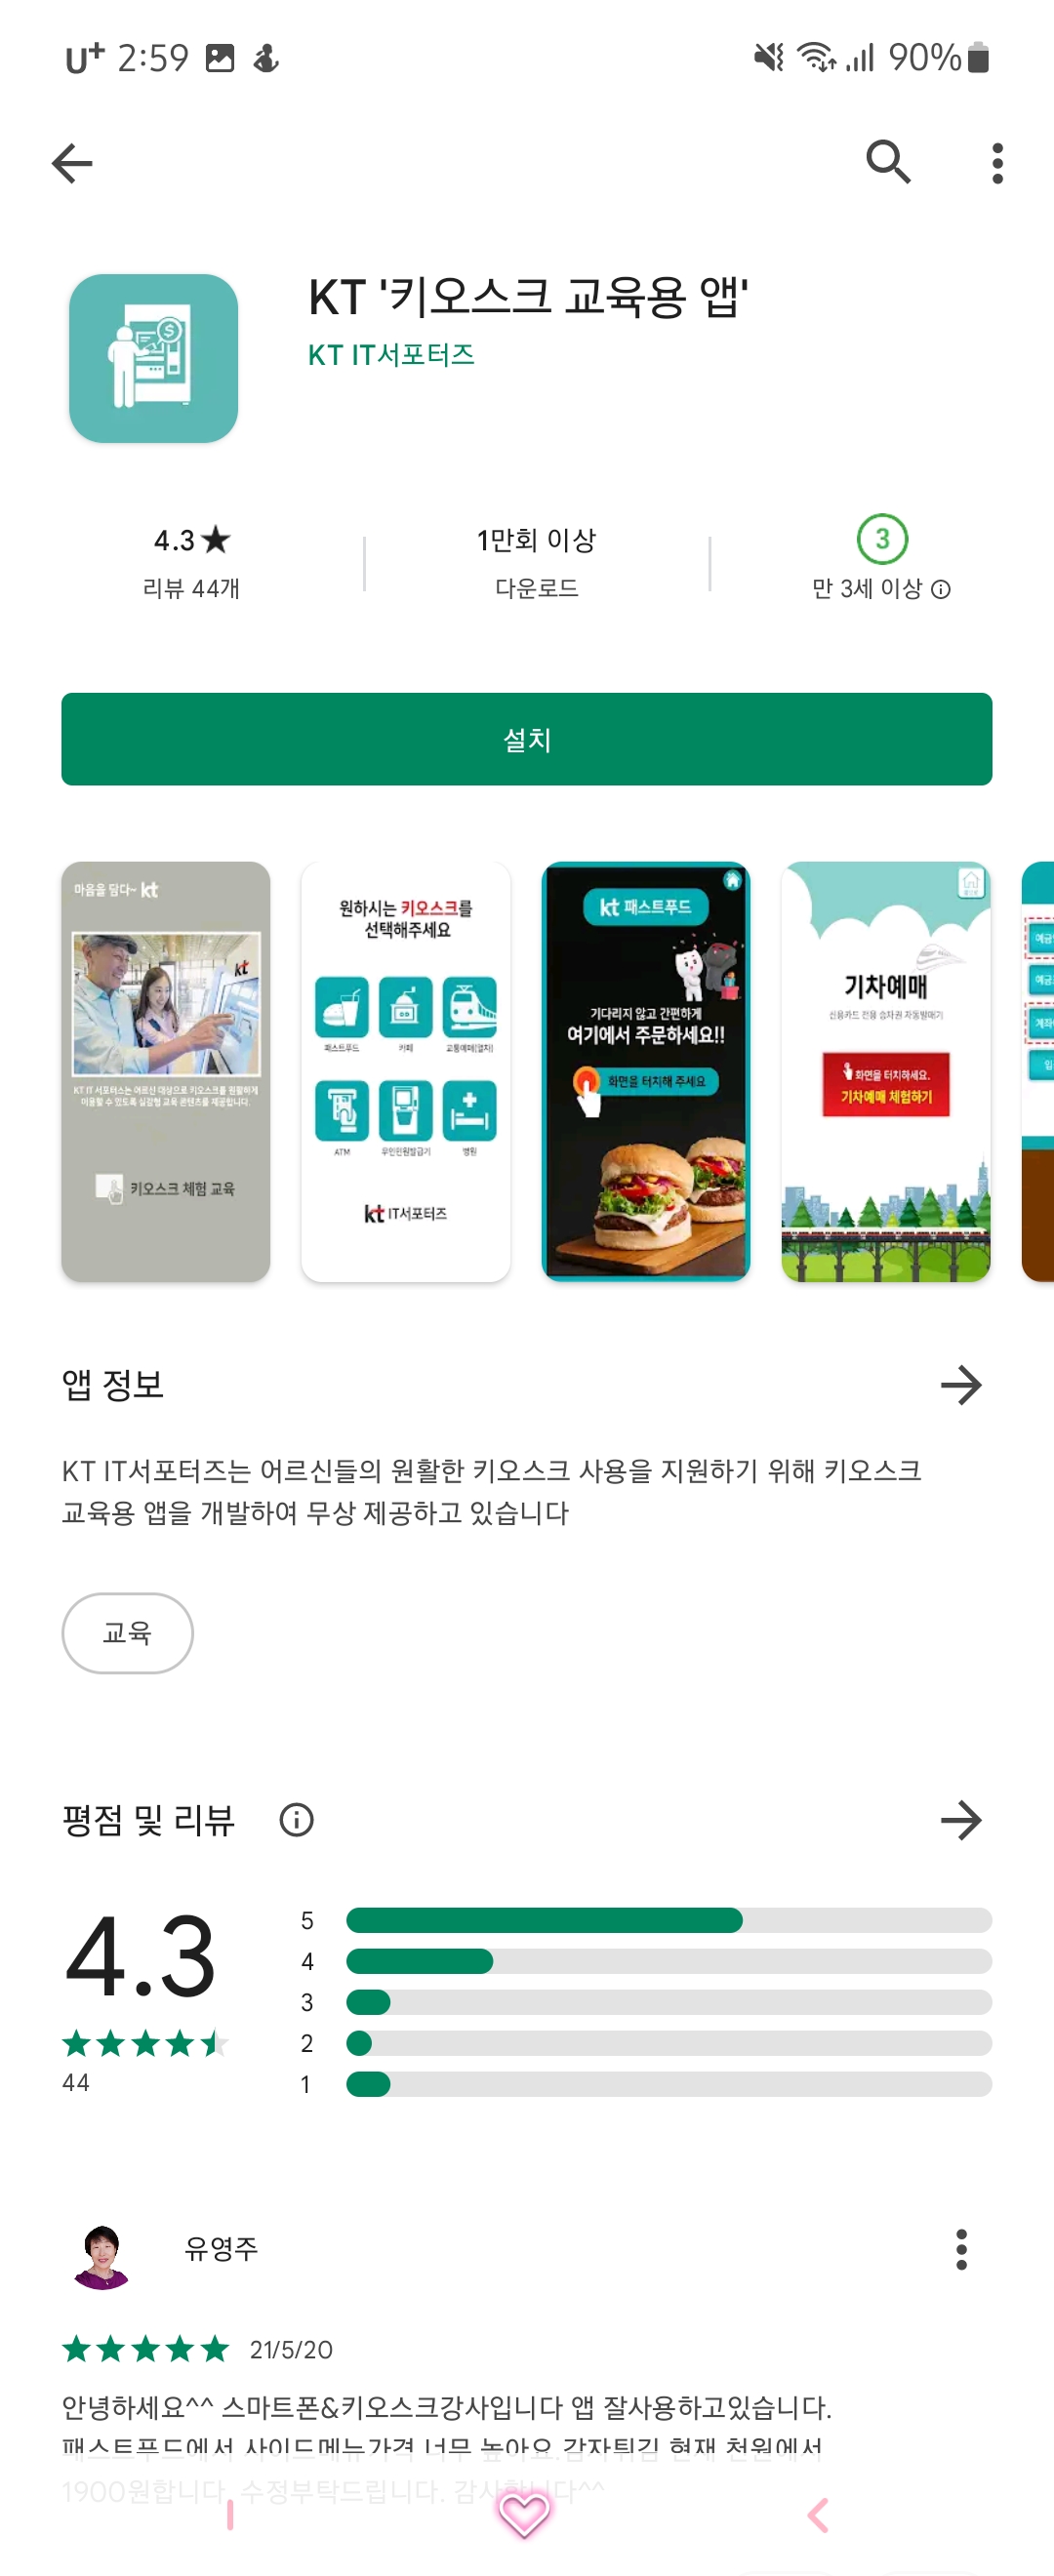 U+ 2:59
90%
KT '키오스크 교육용 앱'
KT IT서포터즈
4.3★
리뷰 44개
1만회 이상
다운로드
3
만 3세 이상
설치
마음을 담다~ kt
kt
KT IT 서포터즈는 어르신 대상으로 키오스크를 원활하게
이용할 수 있도록 실감형 교육 콘텐츠를 제공합니다.
키오스크 체험 교육
원하시는 키오스크를
선택해주세요
패스트푸드
카페
교통예매(열차)
ATM
무인민원발급기
병원
kt IT서포터즈
kt 패스트푸드
기다리지 않고 간편하게
여기에서 주문하세요!!
화면을 터치해 주세요
기차예매
신용카드 전용 승차권 자동발매기
화면을 터치하세요.
기차예매 체험하기
앱 정보
KT IT서포터즈는 어르신들의 원활한 키오스크 사용을 지원하기 위해 키오스크
교육용 앱을 개발하여 무상 제공하고 있습니다
교육
평점 및 리뷰
4.3
44
5
4
3
2
1
유영주
21/5/20
안녕하세요^^ 스마트폰&키오스크강사입니다 앱 잘사용하고있습니다.
패스트푸드에서 사이드메뉴가격 너무 높아요.감자튀김 현재 천원에서
1900원합니다. 수정부탁드립니다. 감사합니다^^